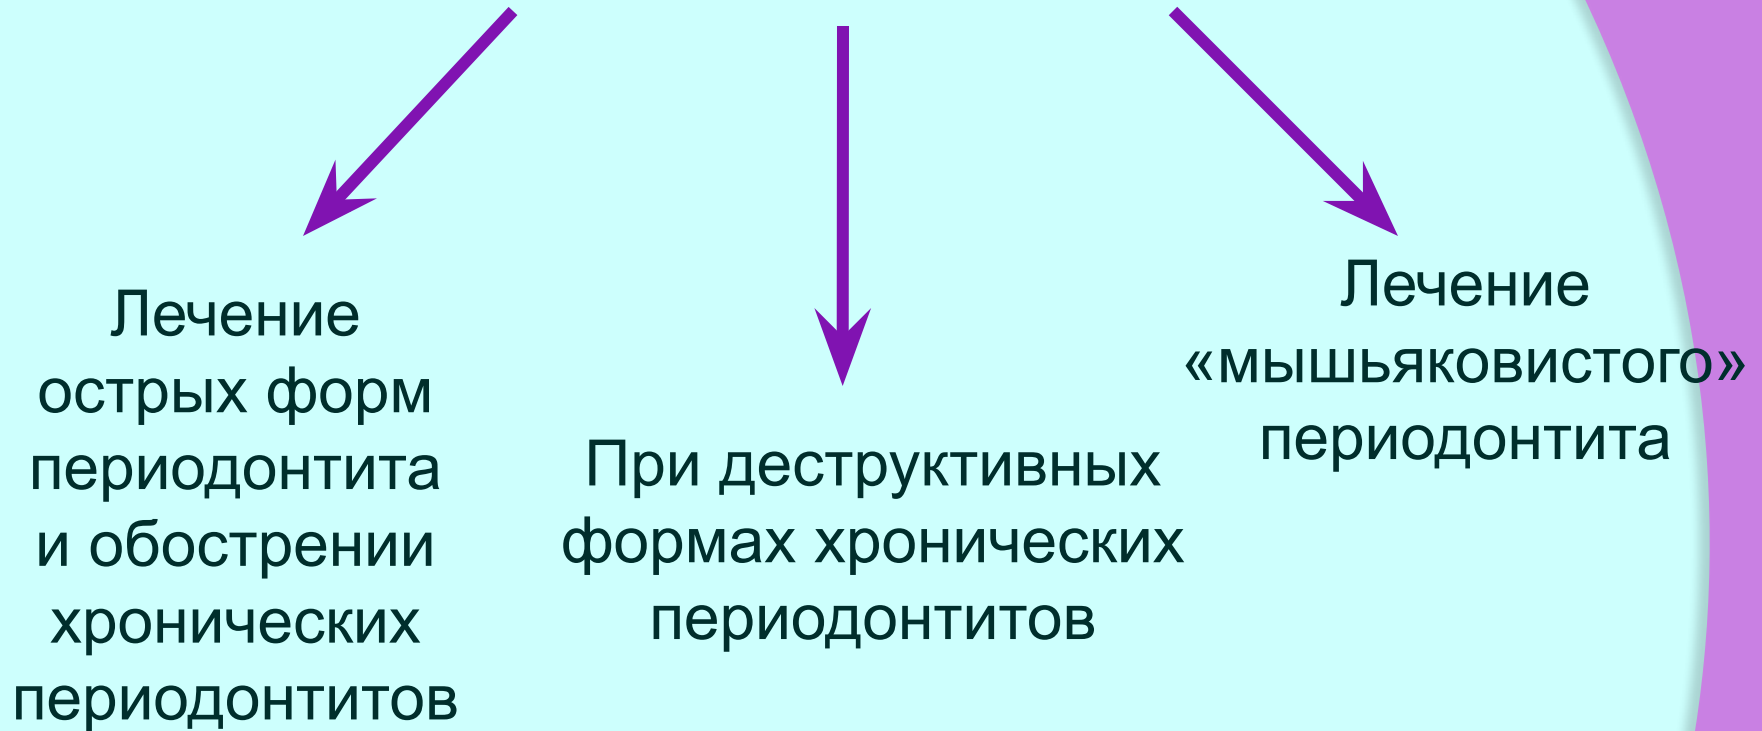 Лечение
острых форм
периодонтита
и обострении
хронических
периодонтитов
При деструктивных
формах хронических
периодонтитов
Лечение
«мышьяковистого»
периодонтита